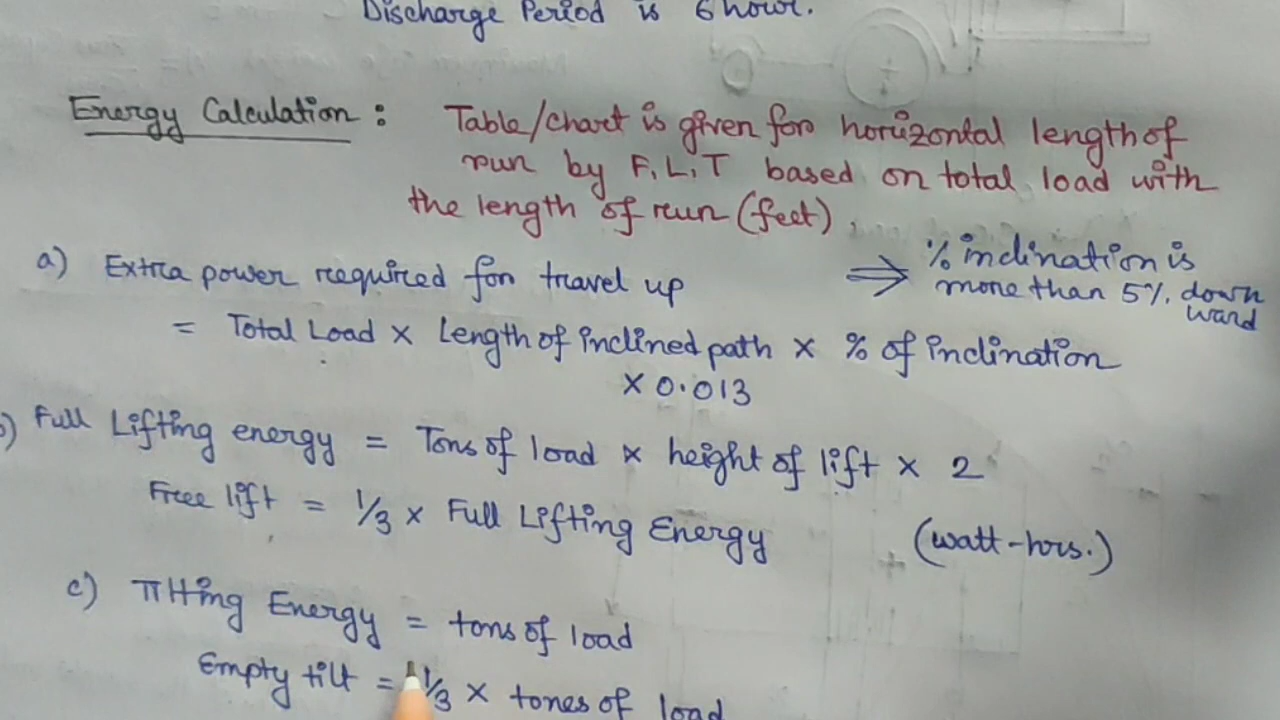 Discharge Period is 6 hour.
Energy Calculation : Table/chart is given for horizontal length of
run by F.L.T based on total load with
the length of run (feet),
a) Extra power required for travel up ⇒ % inclination is
more than 5%. down
ward
= Total Load × Length of inclined path × % of inclination
× 0.013
b) Full Lifting energy = Tons of load × height of lift × 2
Free lift = 1/3 × Full Lifting Energy (watt-hors.)
c) Tilting Energy = tons of load
Empty tilt = 1/3 × tones of load